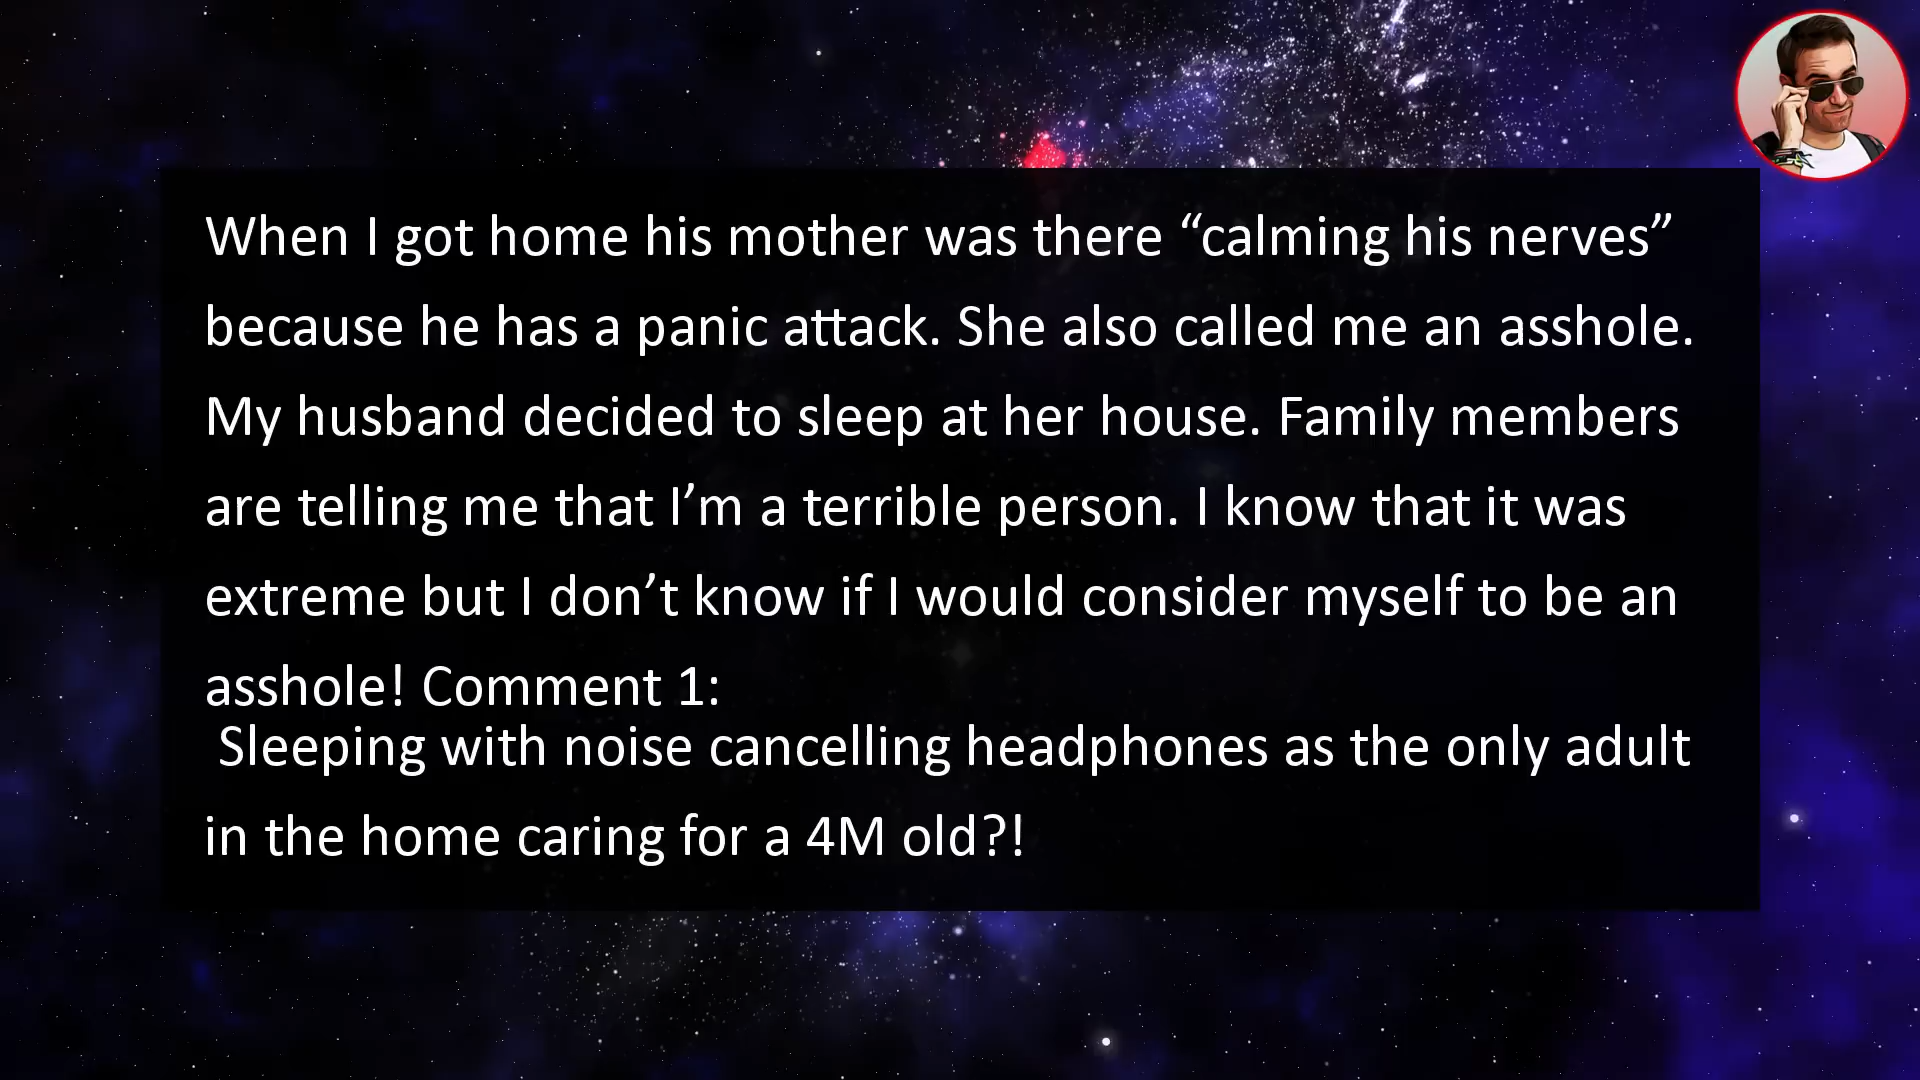 When I got home his mother was there “calming his nerves”
because he has a panic attack. She also called me an asshole.
My husband decided to sleep at her house. Family members
are telling me that I’m a terrible person. I know that it was
extreme but I don’t know if I would consider myself to be an
asshole! Comment 1:
Sleeping with noise cancelling headphones as the only adult
in the home caring for a 4M old?!